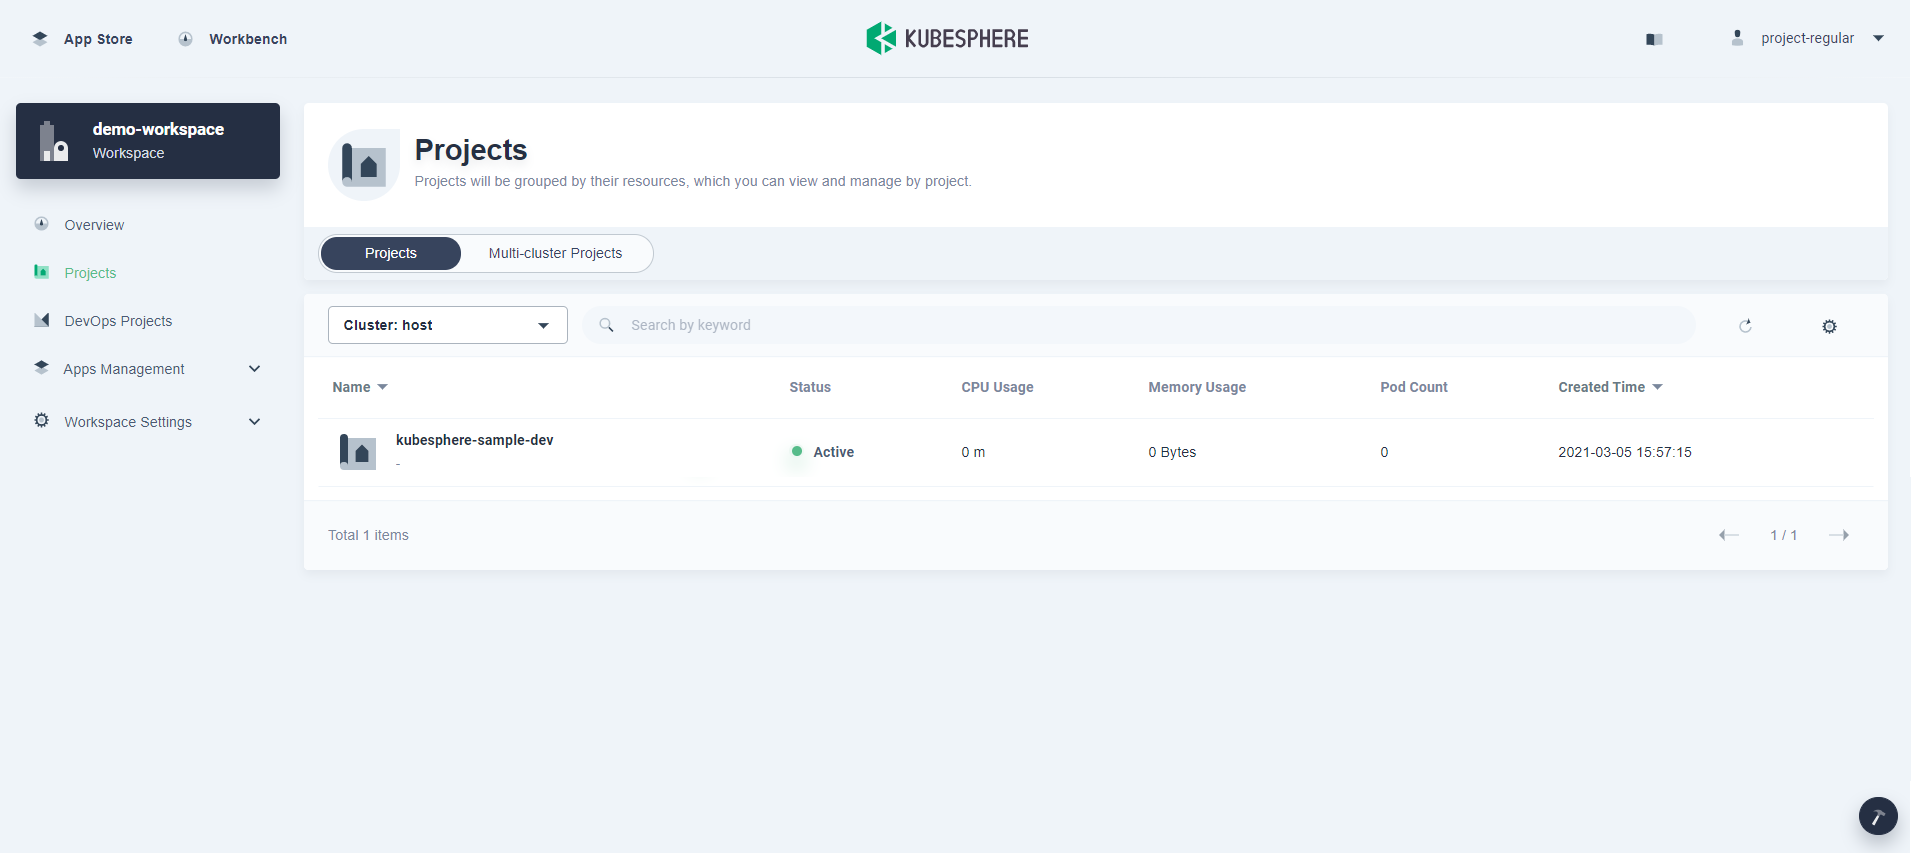 App Store
Workbench
KUBESPHERE
project-regular
demo-workspace
Workspace
Overview
Projects
DevOps Projects
Apps Management
Workspace Settings
Projects
Projects will be grouped by their resources, which you can view and manage by project.
Projects
Multi-cluster Projects
Cluster: host
Search by keyword
Name Status CPU Usage Memory Usage Pod Count Created Time
kubesphere-sample-dev
-
Active 0 m 0 Bytes 0 2021-03-05 15:57:15
Total 1 items
1 / 1